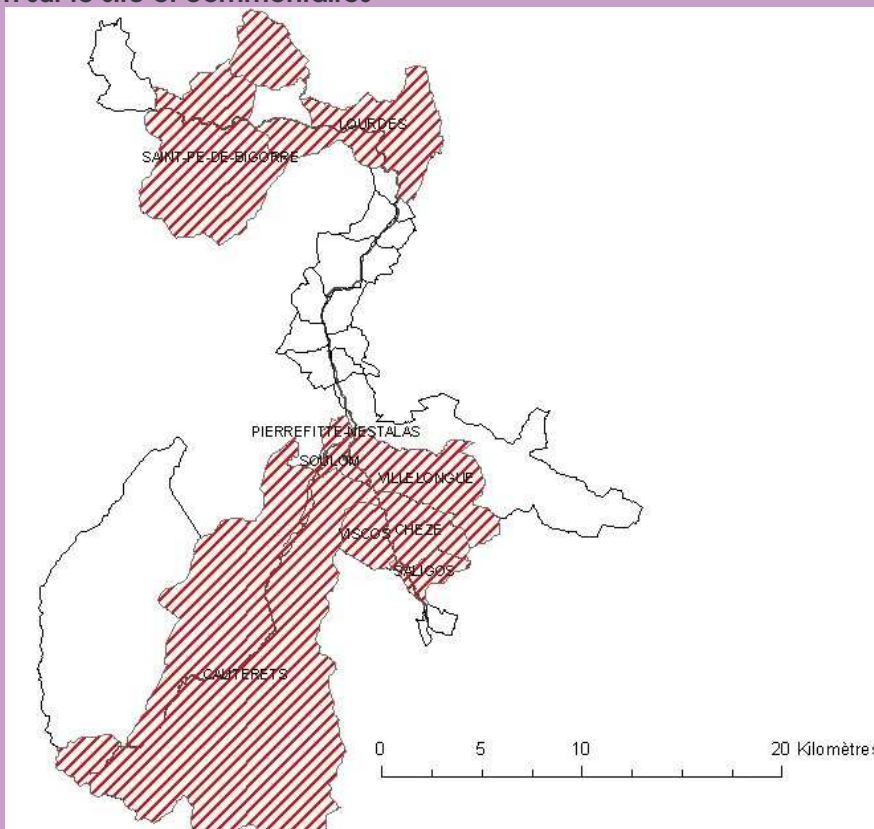 LOURDES
SAINT-PE-DE-BIGORRE
PIERREFITTE-NESTALAS
SOULOM
VILLELONGUE
VISCOS
CHEZE
SALIGOS
CAUTERETS
0 5 10 20 Kilomètres